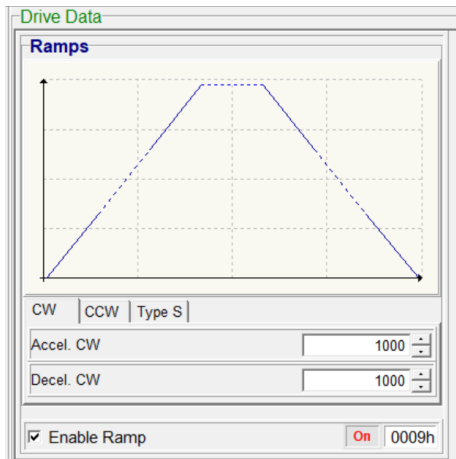 Drive Data
Ramps
CW CCW Type S
Accel. CW 1000
Decel. CW 1000
Enable Ramp On 0009h